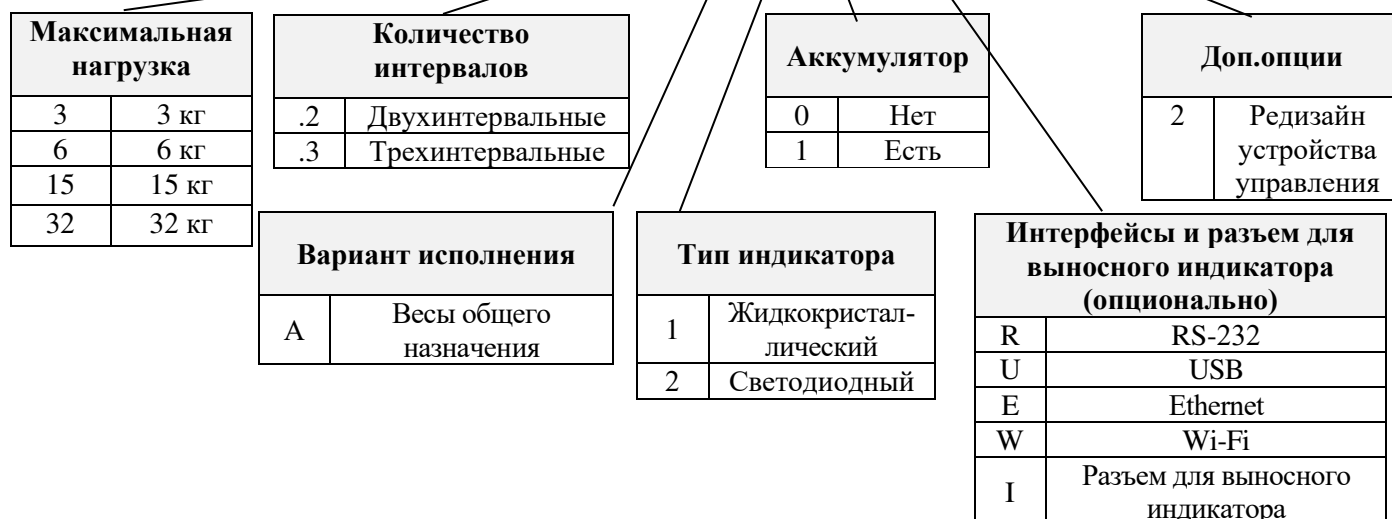 Максимальная
нагрузка
3 3 кг
6 6 кг
15 15 кг
32 32 кг
Количество
интервалов
.2 Двухинтервальные
.3 Трехинтервальные
Аккумулятор
0 Нет
1 Есть
Доп.опции
2 Редизайн
устройства
управления
Вариант исполнения
А Весы общего
назначения
Тип индикатора
1 Жидкокристал-
лический
2 Светодиодный
Интерфейсы и разъем для
выносного индикатора
(опционально)
R RS-232
U USB
E Ethernet
W Wi-Fi
I Разъем для выносного
индикатора